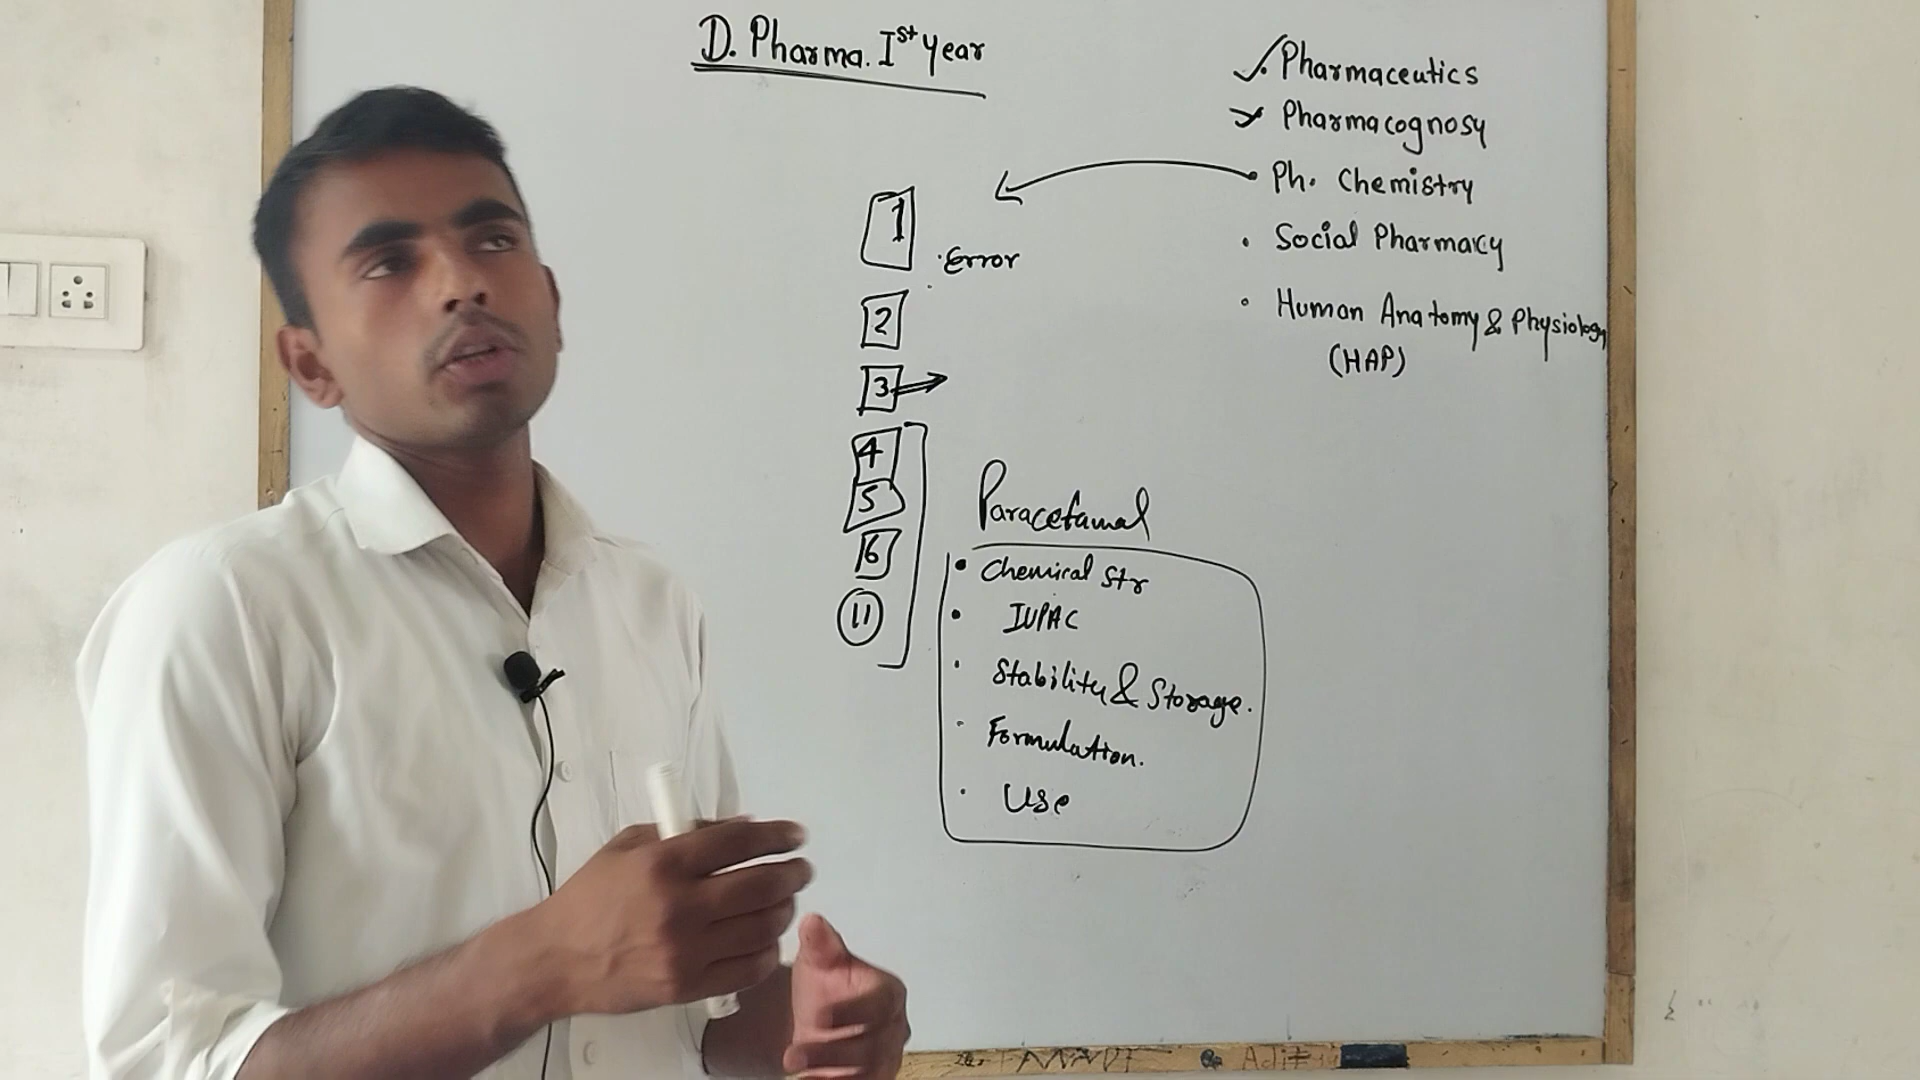 D. Pharma. Ist Year
Pharmaceutics
Pharmacognosy
Ph. Chemistry
Social Pharmacy
Human Anatomy & Physiology
(HAP)
1
Error
2
3
4
5
6
11
Paracetamal
Chemical Str
IUPAC
Stability & Storage.
Formulation.
Use